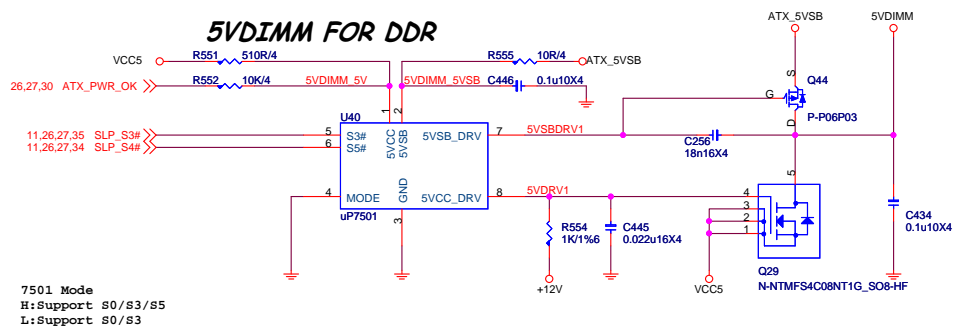 5VDIMM FOR DDR
ATX_5VSB
5VDIMM
R551
510R/4
VCC5
R555
10R/4
ATX_5VSB
26,27,30 ATX_PWR_OK
R552
10K/4
5VDIMM_5V
5VDIMM_5VSB
C446
0.1u10X4
S
Q44
G
P-P06P03
D
1
2
U40
11,26,27,35 SLP_S3#
5
S3#
5VCC
5VSB
5VSB_DRV
7
5VSBDRV1
11,26,27,34 SLP_S4#
6
S5#
C256
18n16X4
5
4
MODE
GND
5VCC_DRV
8
5VDRV1
4
3
2
1
uP7501
3
R554
1K/1%6
C445
0.022u16X4
C434
0.1u10X4
+12V
VCC5
Q29
N-NTMFS4C08NT1G_SO8-HF
7501 Mode
H:Support S0/S3/S5
L:Support S0/S3